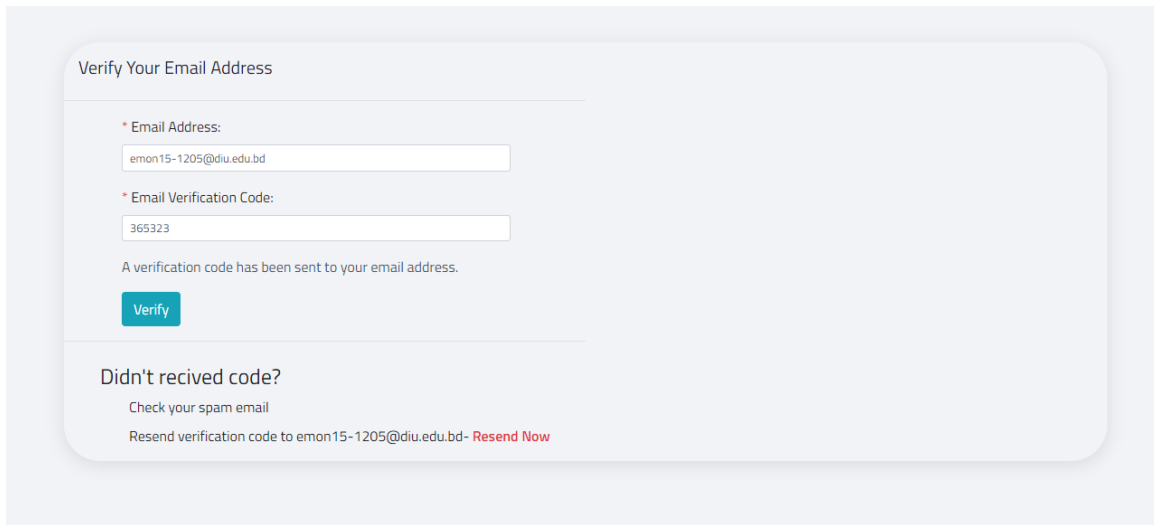 Verify Your Email Address
* Email Address:
emon15-1205@diu.edu.bd
* Email Verification Code:
365323
A verification code has been sent to your email address.
Verify
Didn't recived code?
Check your spam email
Resend verification code to emon15-1205@diu.edu.bd- Resend Now